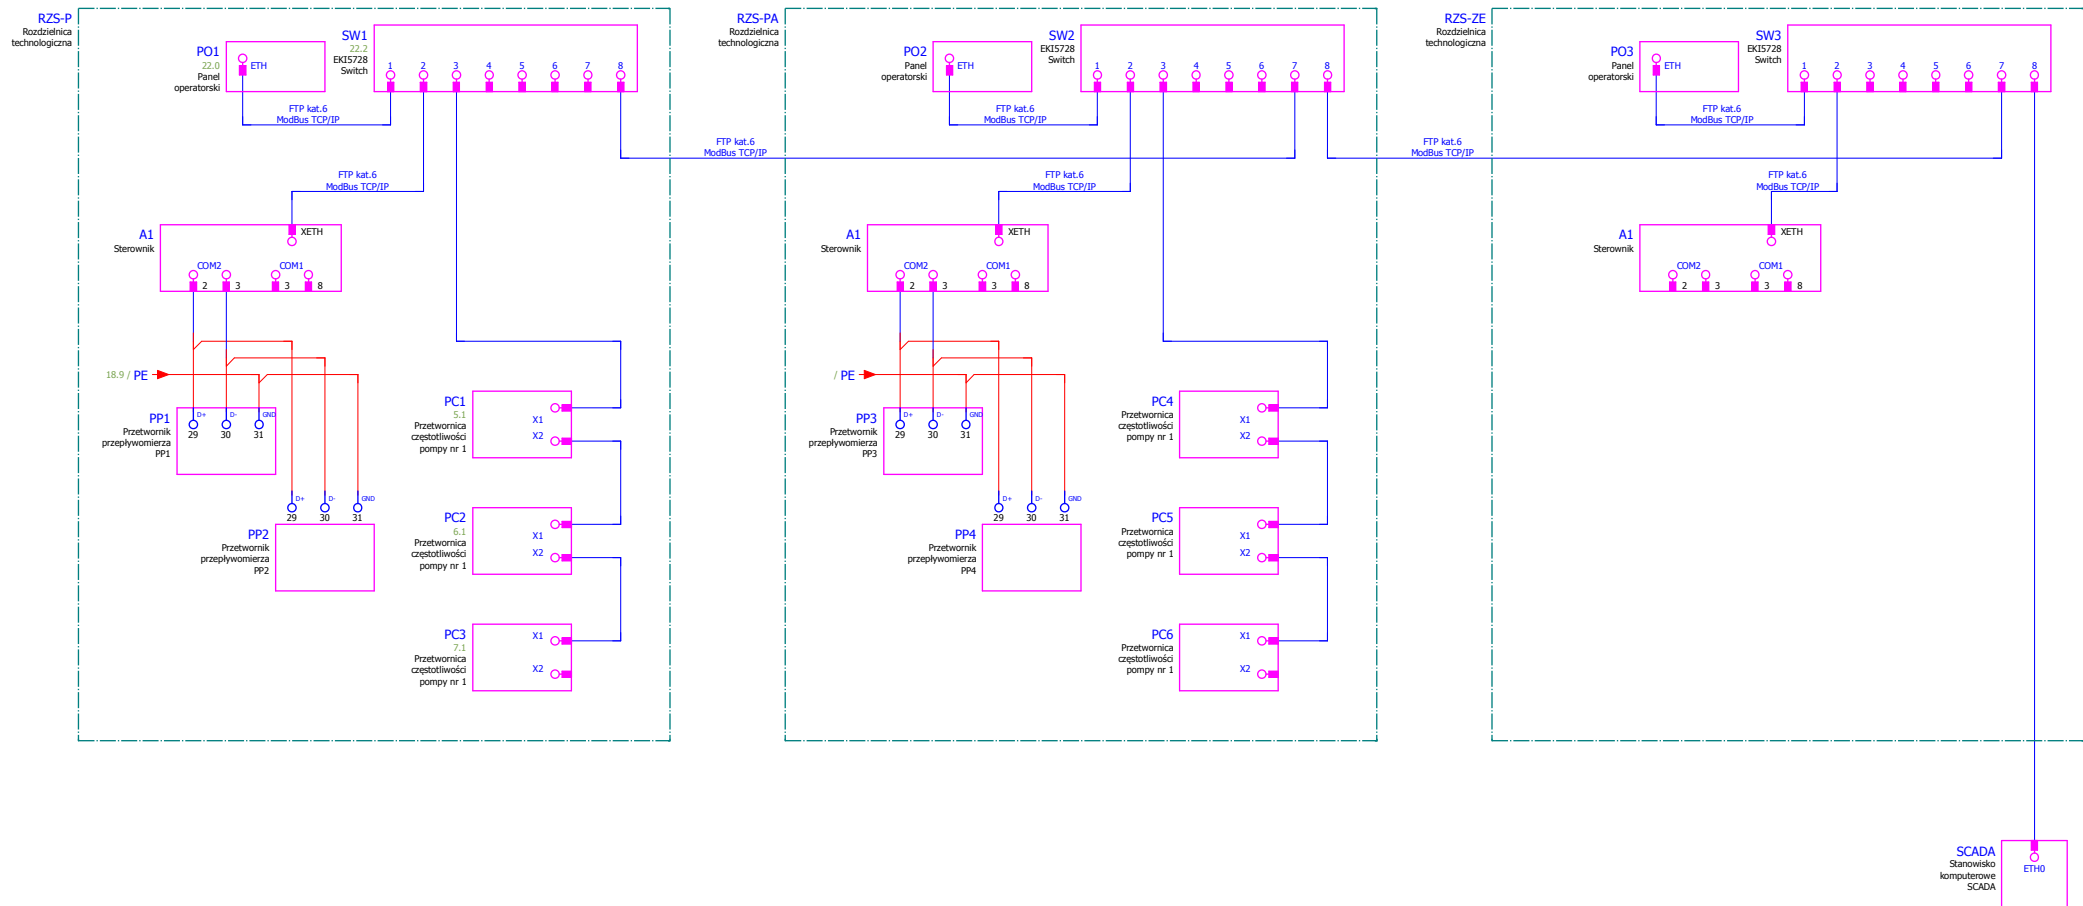 RZS-P
Rozdzielnica
technologiczna
PO1
22.0
Panel
operatorski
ETH
SW1
22.2
EKI5728
Switch
1 2 3 4 5 6 7 8
FTP kat.6
ModBus TCP/IP
FTP kat.6
ModBus TCP/IP
A1
Sterownik
XETH
COM2 COM1
2 3 3 8
18.9 / PE
PP1
Przetwornik
przepływomierza
PP1
D+ D- GND
29 30 31
D+ D- GND
29 30 31
PP2
Przetwornik
przepływomierza
PP2
PC1
5.1
Przetwornica
częstotliwości
pompy nr 1
X1
X2
PC2
6.1
Przetwornica
częstotliwości
pompy nr 1
X1
X2
PC3
7.1
Przetwornica
częstotliwości
pompy nr 1
X1
X2
FTP kat.6
ModBus TCP/IP
RZS-PA
Rozdzielnica
technologiczna
PO2
Panel
operatorski
ETH
SW2
EKI5728
Switch
1 2 3 4 5 6 7 8
FTP kat.6
ModBus TCP/IP
FTP kat.6
ModBus TCP/IP
A1
Sterownik
XETH
COM2 COM1
2 3 3 8
/ PE
PP3
Przetwornik
przepływomierza
PP3
D+ D- GND
29 30 31
D+ D- GND
29 30 31
PP4
Przetwornik
przepływomierza
PP4
PC4
Przetwornica
częstotliwości
pompy nr 1
X1
X2
PC5
Przetwornica
częstotliwości
pompy nr 1
X1
X2
PC6
Przetwornica
częstotliwości
pompy nr 1
X1
X2
FTP kat.6
ModBus TCP/IP
RZS-ZE
Rozdzielnica
technologiczna
PO3
Panel
operatorski
ETH
SW3
EKI5728
Switch
1 2 3 4 5 6 7 8
FTP kat.6
ModBus TCP/IP
FTP kat.6
ModBus TCP/IP
A1
Sterownik
XETH
COM2 COM1
2 3 3 8
SCADA
Stanowisko
komputerowe
SCADA
ETH0